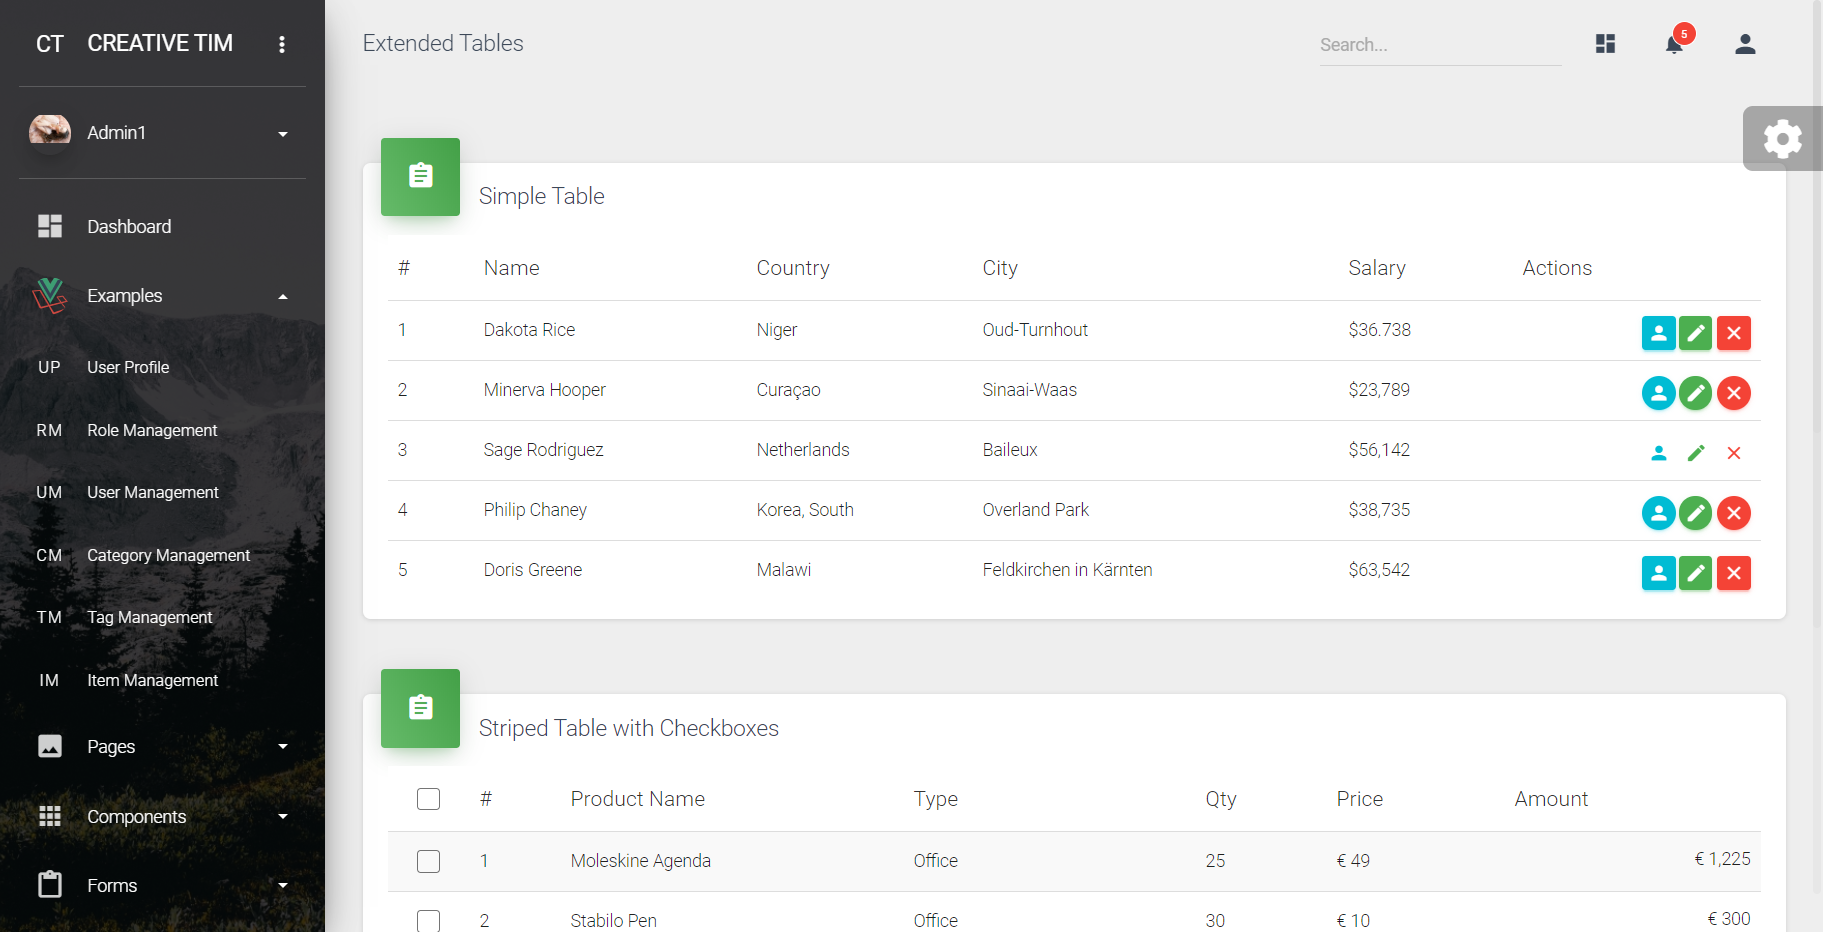 CT CREATIVE TIM
Admin1
Dashboard
Examples
UP User Profile
RM Role Management
UM User Management
CM Category Management
TM Tag Management
IM Item Management
Pages
Components
Forms
Extended Tables
Search...
5
Simple Table
# Name Country City Salary Actions
1 Dakota Rice Niger Oud-Turnhout $36.738
2 Minerva Hooper Curaçao Sinaai-Waas $23,789
3 Sage Rodriguez Netherlands Baileux $56,142
4 Philip Chaney Korea, South Overland Park $38,735
5 Doris Greene Malawi Feldkirchen in Kärnten $63,542
Striped Table with Checkboxes
# Product Name Type Qty Price Amount
1 Moleskine Agenda Office 25 € 49 € 1,225
2 Stabilo Pen Office 30 € 10 € 300